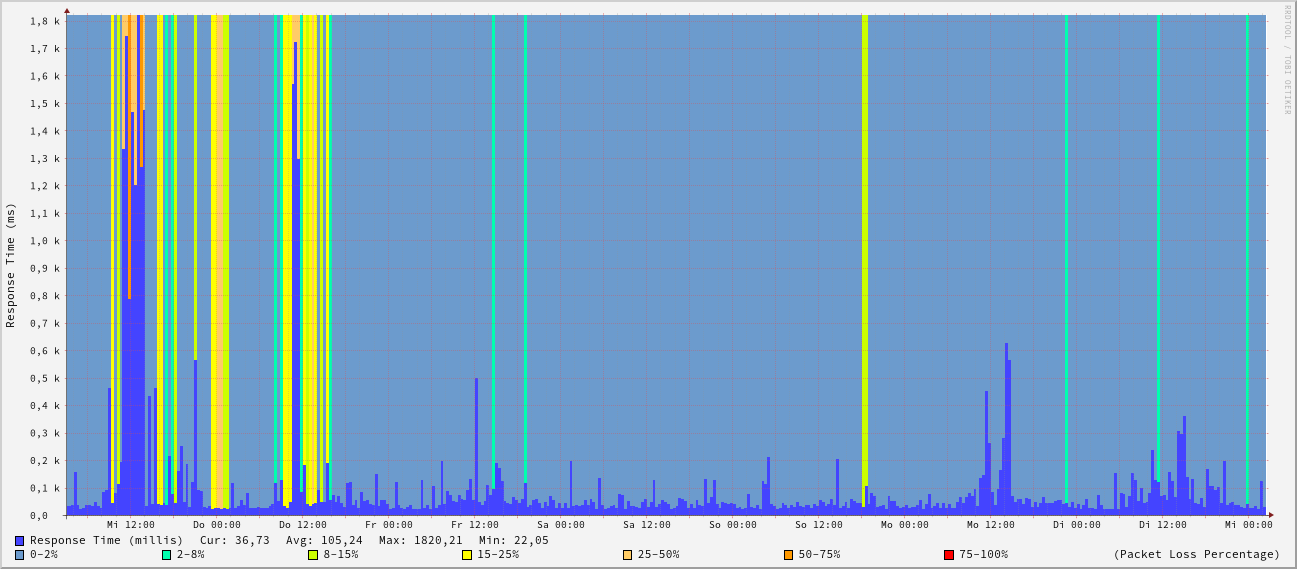 RRDTOOL / TOBI OETIKER
Response Time (ms)
1,8 k
1,7 k
1,6 k
1,5 k
1,4 k
1,3 k
1,2 k
1,1 k
1,0 k
0,9 k
0,8 k
0,7 k
0,6 k
0,5 k
0,4 k
0,3 k
0,2 k
0,1 k
0,0
Mi 12:00 Do 00:00 Do 12:00 Fr 00:00 Fr 12:00 Sa 00:00 Sa 12:00 So 00:00 So 12:00 Mo 00:00 Mo 12:00 Di 00:00 Di 12:00 Mi 00:00
Response Time (millis) Cur: 36,73 Avg: 105,24 Max: 1820,21 Min: 22,05
0-2% 2-8% 8-15% 15-25% 25-50% 50-75% 75-100% (Packet Loss Percentage)